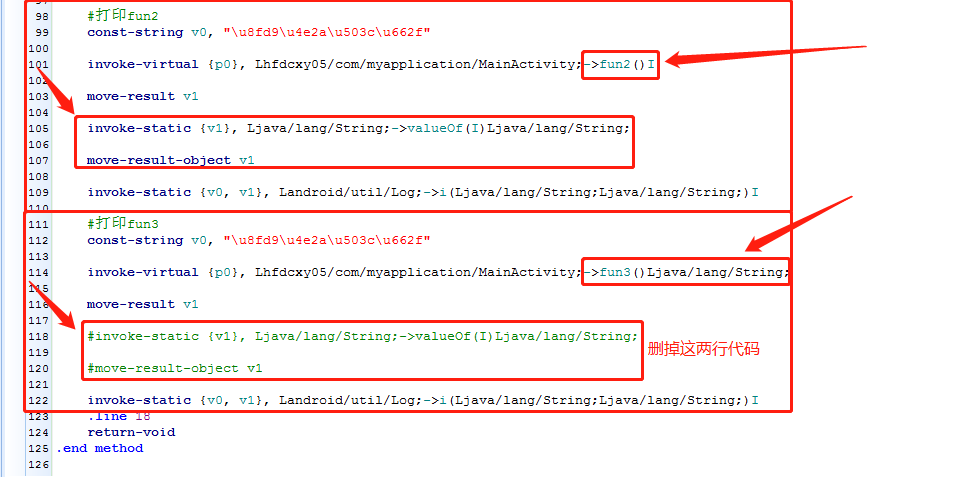 97
98 #打印fun2
99 const-string v0, "\u8fd9\u4e2a\u503c\u662f"
100
101 invoke-virtual {p0}, Lhfdcxy05/com/myapplication/MainActivity;->fun2()I
102
103 move-result v1
104
105 invoke-static {v1}, Ljava/lang/String;->valueOf(I)Ljava/lang/String;
106
107 move-result-object v1
108
109 invoke-static {v0, v1}, Landroid/util/Log;->i(Ljava/lang/String;Ljava/lang/String;)I
110
111 #打印fun3
112 const-string v0, "\u8fd9\u4e2a\u503c\u662f"
113
114 invoke-virtual {p0}, Lhfdcxy05/com/myapplication/MainActivity;->fun3()Ljava/lang/String;
115
116 move-result v1
117
118 #invoke-static {v1}, Ljava/lang/String;->valueOf(I)Ljava/lang/String;
删掉这两行代码
119
120 #move-result-object v1
121
122 invoke-static {v0, v1}, Landroid/util/Log;->i(Ljava/lang/String;Ljava/lang/String;)I
123 .line 18
124 return-void
125 .end method
126